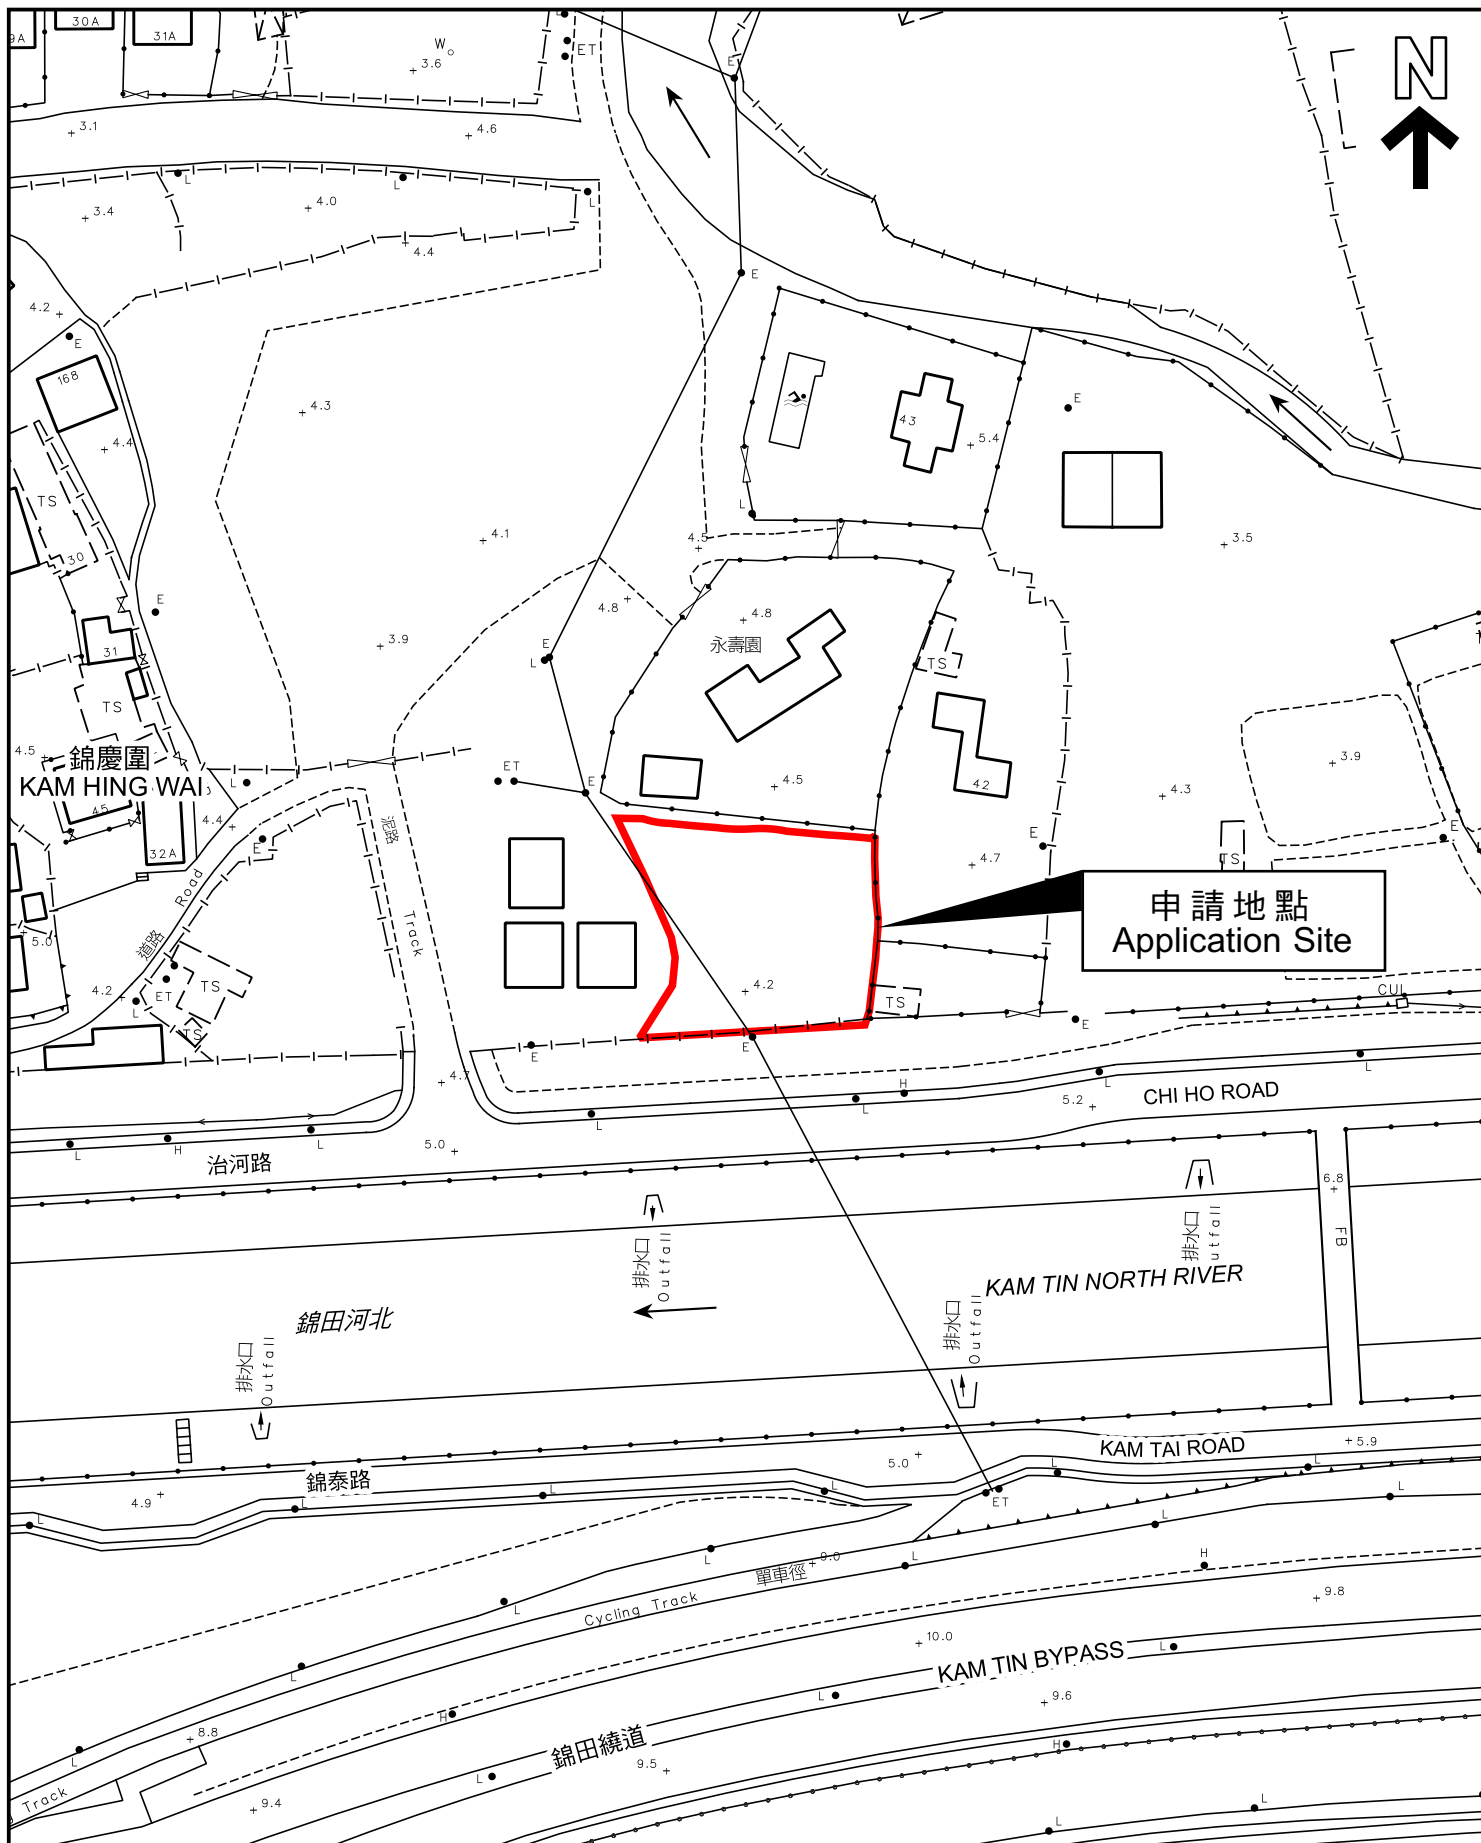 30A
31A
9A
W
3.6
ET
L
E
N
3.1
4.6
L
L
L
3.4
4.0
4.4
E
4.2
E
168
4.3
4.4
43
5.4
E
L
TS
30
4.1
4.5
3.5
E
4.8
4.8
永壽園
TS
31
3.9
E
L
TS
4.5
錦慶圍
KAM HING WAI
L
ET
E
4.5
42
4.3
3.9
45
4.4
32A
E
泥路
4.7
E
TS
E
Road
Track
申請地點
Application Site
5.0
道路
4.2
ET
L
TS
TS
4.2
TS
CUL
E
E
E
4.7
H
L
L
L
CHI HO ROAD
5.2
L
L
H
L
5.0
治河路
6.8
FB
排水口
Outfall
排水口
utfall
KAM TIN NORTH RIVER
錦田河北
排水口
Outfall
排水口
Outfall
KAM TAI ROAD
5.9
錦泰路
5.0
4.9
L
L
L
L
L
L
ET
L
L
L
L
H
9.0
單車徑
Cycling Track
9.8
L
L
10.0
KAM TIN BYPASS
L
9.6
L
H
8.8
錦田繞道
9.5
H
L
L
Track
9.4
L
L